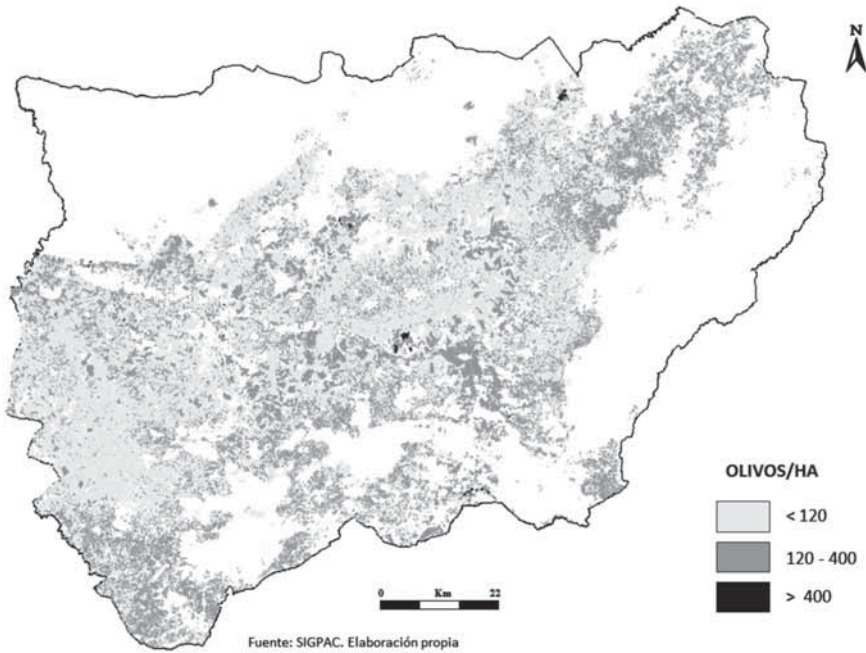 N
OLIVOS/HA
< 120
120 - 400
> 400
0 Km 22
Fuente: SIGPAC. Elaboración propia